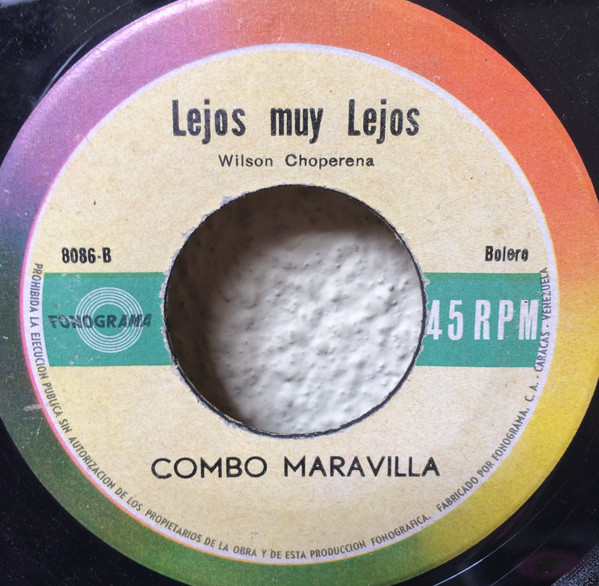 Lejos muy Lejos
Wilson Choperena
8086-B
Bolero
FONOGRAMA
45 RPM
COMBO MARAVILLA
PROHIBIDA LA EJECUCION PUBLICA SIN AUTORIZACION DE LOS PROPIETARIOS DE LA OBRA Y DE ESTA PRODUCCION FONOGRAFICA. FABRICADO POR FONOGRAMA, C. A. - CARACAS - VENEZUELA